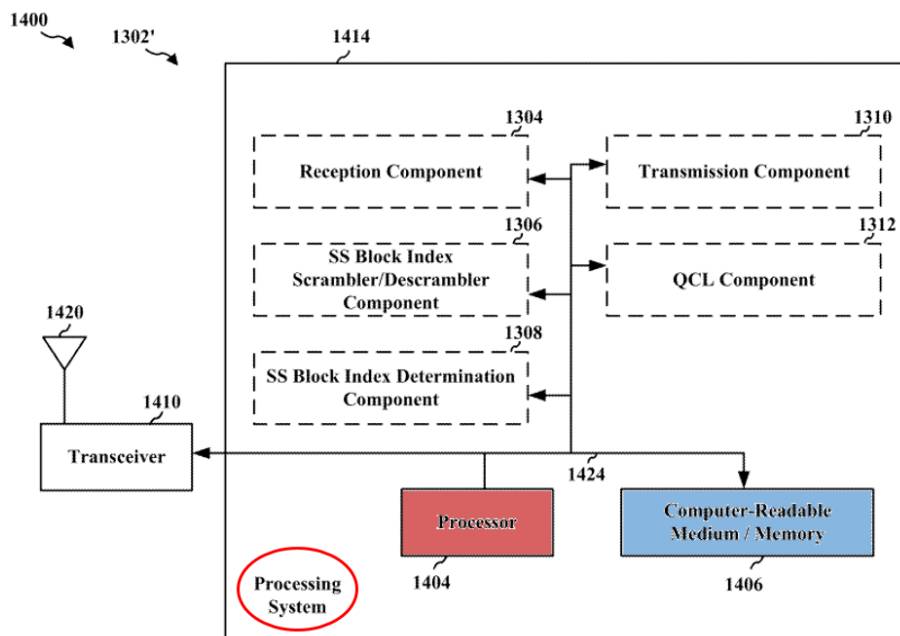 1400
1302'
1414
1304
Reception Component
1310
Transmission Component
1306
SS Block Index
Scrambler/Descrambler
Component
1312
QCL Component
1308
SS Block Index Determination
Component
1420
1410
Transceiver
1424
Processor
1404
Computer-Readable
Medium / Memory
1406
Processing
System